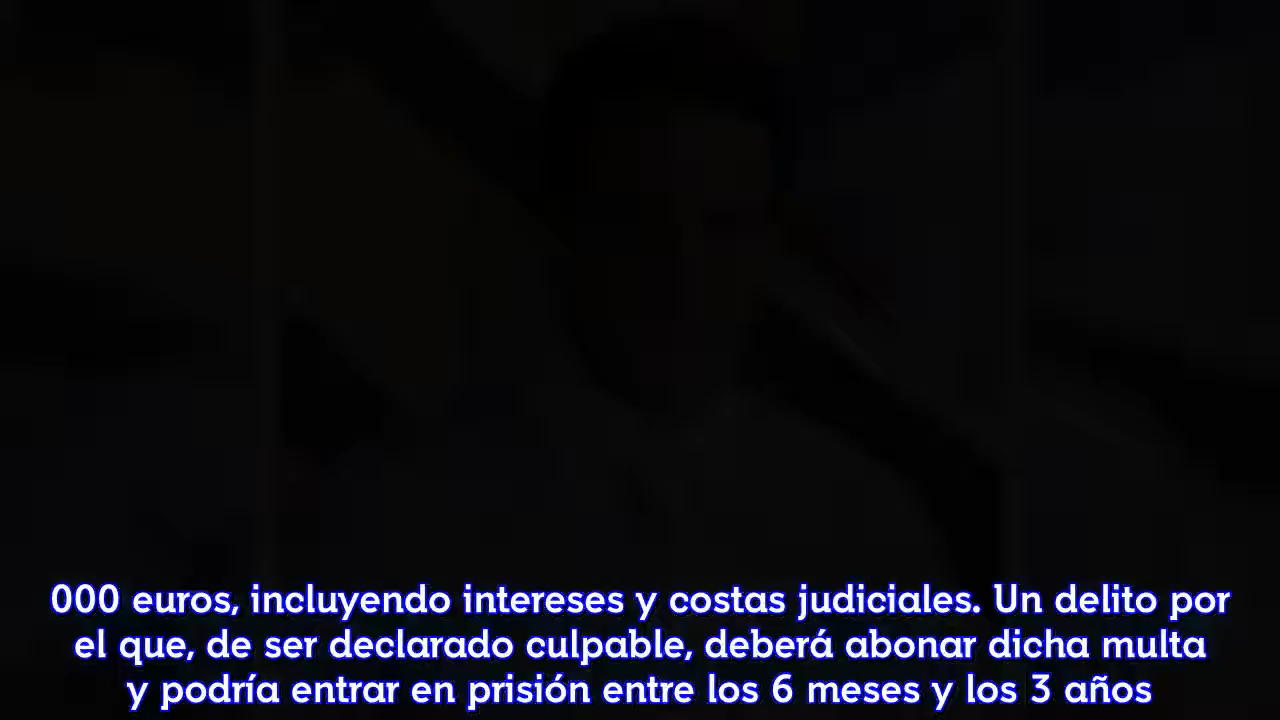 000 euros, incluyendo intereses y costas judiciales. Un delito por
el que, de ser declarado culpable, deberá abonar dicha multa
y podría entrar en prisión entre los 6 meses y los 3 años